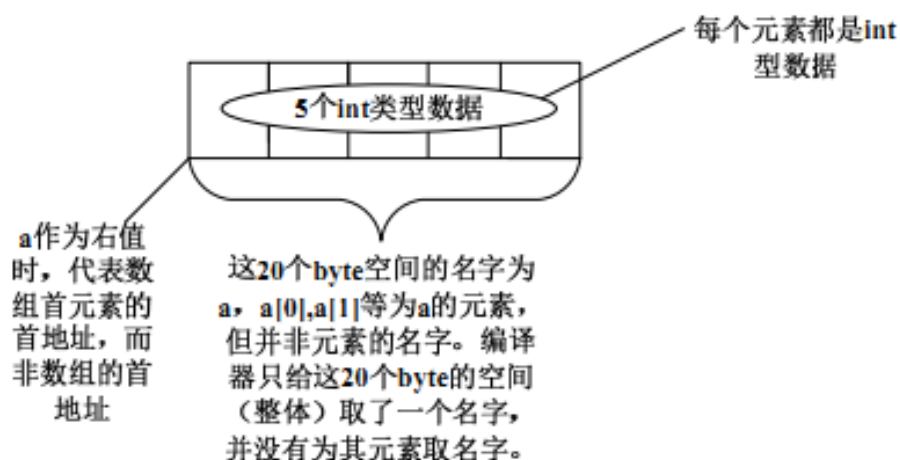 每个元素都是int
型数据
5个int类型数据
a作为右值
时，代表数
组首元素的
首地址，而
非数组的首
地址
这20个byte空间的名字为
a，a[0],a[1]等为a的元素，
但并非元素的名字。编译
器只给这20个byte的空间
（整体）取了一个名字，
并没有为其元素取名字。